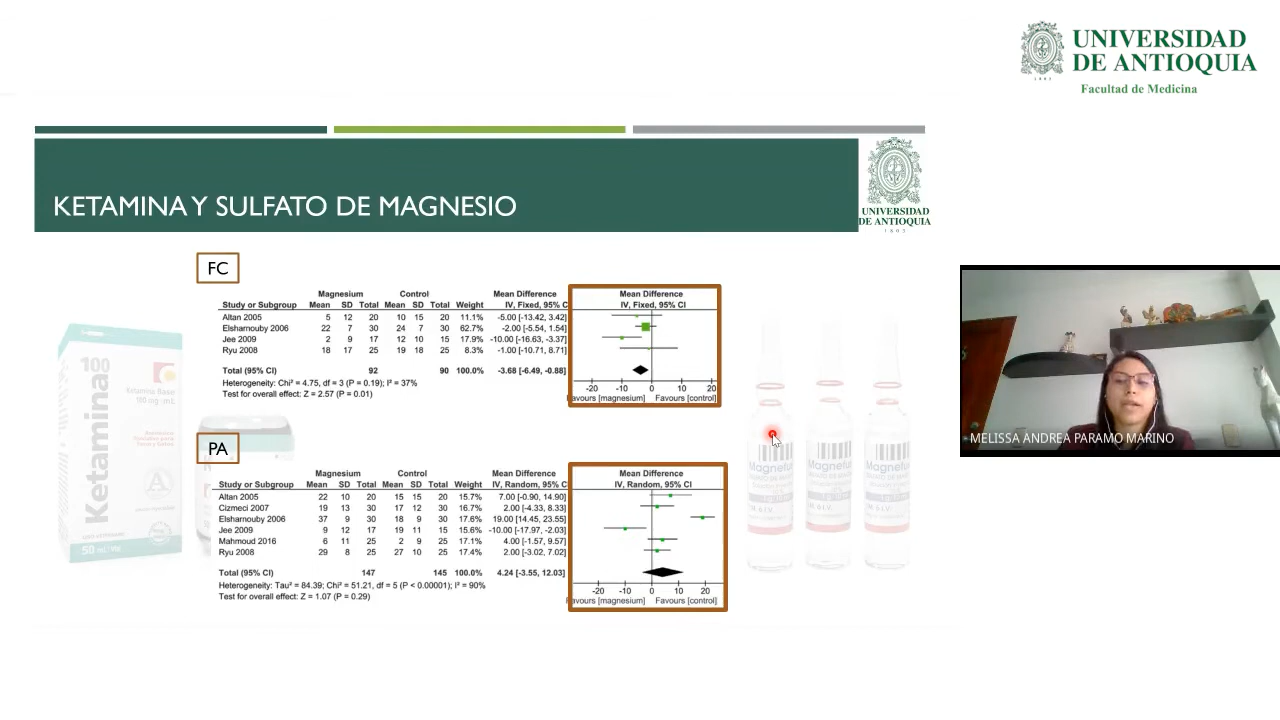 UNIVERSIDAD
DE ANTIOQUIA
1803
Facultad de Medicina
KETAMINA Y SULFATO DE MAGNESIO
UNIVERSIDAD
DE ANTIOQUIA
1803
FC
Magnesium Control Mean Difference Mean Difference
Study or Subgroup Mean SD Total Mean SD Total Weight IV, Fixed, 95% C IV, Fixed, 95% CI
Altan 2005 5 12 20 10 15 20 11.1% -5.00 [-13.42, 3.42]
Elsharnouby 2006 22 7 30 24 7 30 62.7% -2.00 [-5.54, 1.54]
Jee 2009 2 9 17 12 10 15 17.9% -10.00 [-16.63, -3.37]
Ryu 2008 18 17 25 19 18 25 8.3% -1.00 [-10.71, 8.71]
Total (95% CI) 92 90 100.0% -3.68 [-6.49, -0.88]
Heterogeneity: Chi² = 4.75, df = 3 (P = 0.19); I² = 37%
Test for overall effect: Z = 2.57 (P = 0.01)
-20 -10 0 10 20
Favours [magnesium] Favours [control]
PA
Magnesium Control Mean Difference Mean Difference
Study or Subgroup Mean SD Total Mean SD Total Weight IV, Random, 95% C IV, Random, 95% CI
Altan 2005 22 10 20 15 15 20 15.7% 7.00 [-0.90, 14.90]
Cizmeci 2007 19 13 30 17 12 30 16.7% 2.00 [-4.33, 8.33]
Elsharnouby 2006 37 9 30 18 9 30 17.6% 19.00 [14.45, 23.55]
Jee 2009 9 12 17 19 11 15 15.6% -10.00 [-17.97, -2.03]
Mahmoud 2016 6 11 25 2 9 25 17.1% 4.00 [-1.57, 9.57]
Ryu 2008 29 8 25 27 10 25 17.4% 2.00 [-3.02, 7.02]
Total (95% CI) 147 145 100.0% 4.24 [-3.55, 12.03]
Heterogeneity: Tau² = 84.39; Chi² = 51.21, df = 5 (P < 0.00001); I² = 90%
Test for overall effect: Z = 1.07 (P = 0.29)
-20 -10 0 10 20
avours [magnesium] Favours [control]
100
Ketamina
Ketamina Base
100 mg / mL
50 mL
Magnefu
Magnefu
Magnefu
MELISSA ANDREA PARAMO MARINO